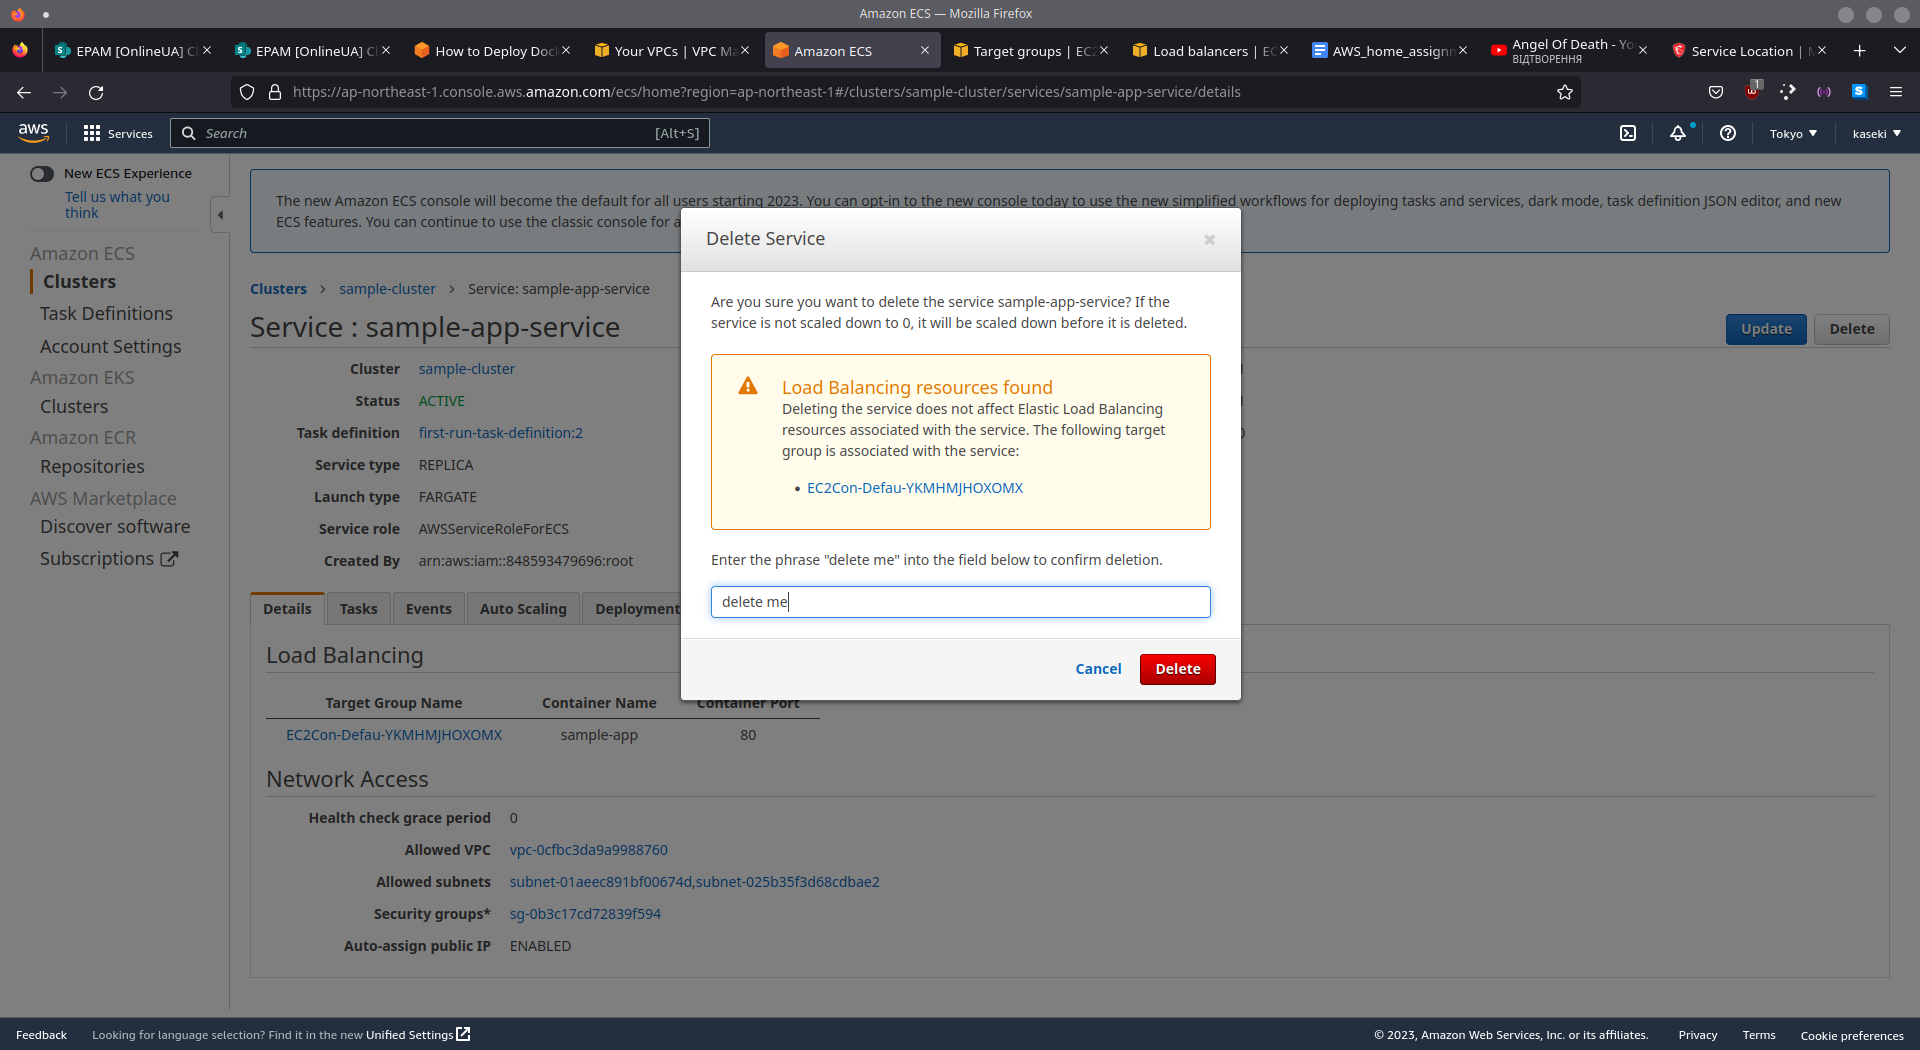 Amazon ECS — Mozilla Firefox
EPAM [OnlineUA] Cl
EPAM [OnlineUA] Cl
How to Deploy Doc
Your VPCs | VPC Ma
Amazon ECS
Target groups | EC2
Load balancers | EC
AWS_home_assignm
Angel Of Death - Yo
ВІДТВОРЕННЯ
Service Location | M
https://ap-northeast-1.console.aws.amazon.com/ecs/home?region=ap-northeast-1#/clusters/sample-cluster/services/sample-app-service/details
1
aws
Services
Search
[Alt+S]
Tokyo
kaseki
New ECS Experience
Tell us what you
think
Amazon ECS
Clusters
Task Definitions
Account Settings
Amazon EKS
Clusters
Amazon ECR
Repositories
AWS Marketplace
Discover software
Subscriptions
The new Amazon ECS console will become the default for all users starting 2023. You can opt-in to the new console today to use the new simplified workflows for deploying tasks and services, dark mode, task definition JSON editor, and new
ECS features. You can continue to use the classic console for a
Clusters
sample-cluster
Service: sample-app-service
Service : sample-app-service
Update
Delete
Cluster sample-cluster
Status ACTIVE
Task definition first-run-task-definition:2
Service type REPLICA
Launch type FARGATE
Service role AWSServiceRoleForECS
Created By arn:aws:iam::848593479696:root
Details
Tasks
Events
Auto Scaling
Deployment
Load Balancing
Target Group Name Container Name Container Port
EC2Con-Defau-YKMHMJHOXOMX sample-app 80
Network Access
Health check grace period 0
Allowed VPC vpc-0cfbc3da9a9988760
Allowed subnets subnet-01aeec891bf00674d,subnet-025b35f3d68cdbae2
Security groups* sg-0b3c17cd72839f594
Auto-assign public IP ENABLED
Delete Service
Are you sure you want to delete the service sample-app-service? If the
service is not scaled down to 0, it will be scaled down before it is deleted.
Load Balancing resources found
Deleting the service does not affect Elastic Load Balancing
resources associated with the service. The following target
group is associated with the service:
• EC2Con-Defau-YKMHMJHOXOMX
Enter the phrase "delete me" into the field below to confirm deletion.
delete me
Cancel
Delete
Feedback
Looking for language selection? Find it in the new Unified Settings
© 2023, Amazon Web Services, Inc. or its affiliates.
Privacy
Terms
Cookie preferences